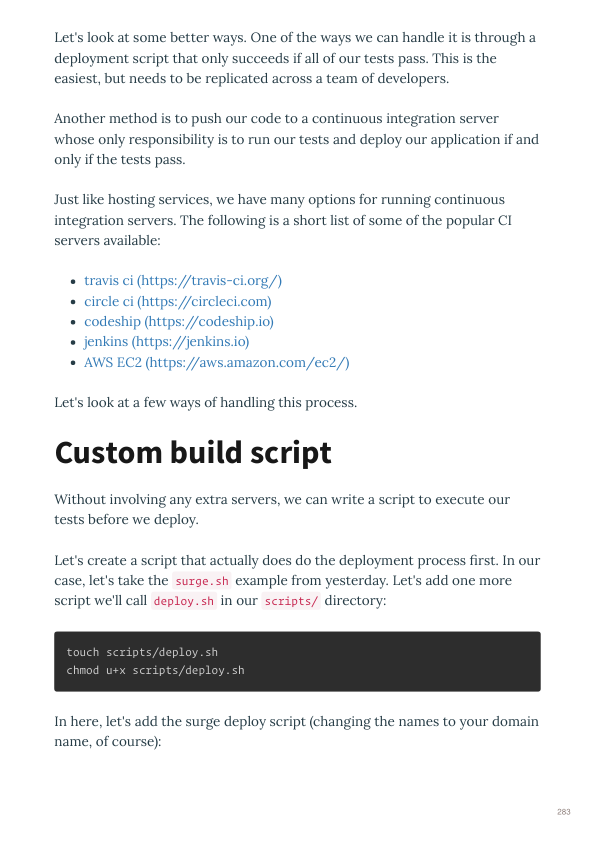 Let's look at some better ways. One of the ways we can handle it is through a
deployment script that only succeeds if all of our tests pass. This is the
easiest, but needs to be replicated across a team of developers.
Another method is to push our code to a continuous integration server
whose only responsibility is to run our tests and deploy our application if and
only if the tests pass.
Just like hosting services, we have many options for running continuous
integration servers. The following is a short list of some of the popular CI
servers available:
• travis ci (https://travis-ci.org/)
• circle ci (https://circleci.com)
• codeship (https://codeship.io)
• jenkins (https://jenkins.io)
• AWS EC2 (https://aws.amazon.com/ec2/)
Let's look at a few ways of handling this process.
Custom build script
Without involving any extra servers, we can write a script to execute our
tests before we deploy.
Let's create a script that actually does do the deployment process first. In our
case, let's take the surge.sh example from yesterday. Let's add one more
script we'll call deploy.sh in our scripts/ directory:
touch scripts/deploy.sh
chmod u+x scripts/deploy.sh
In here, let's add the surge deploy script (changing the names to your domain
name, of course):
283